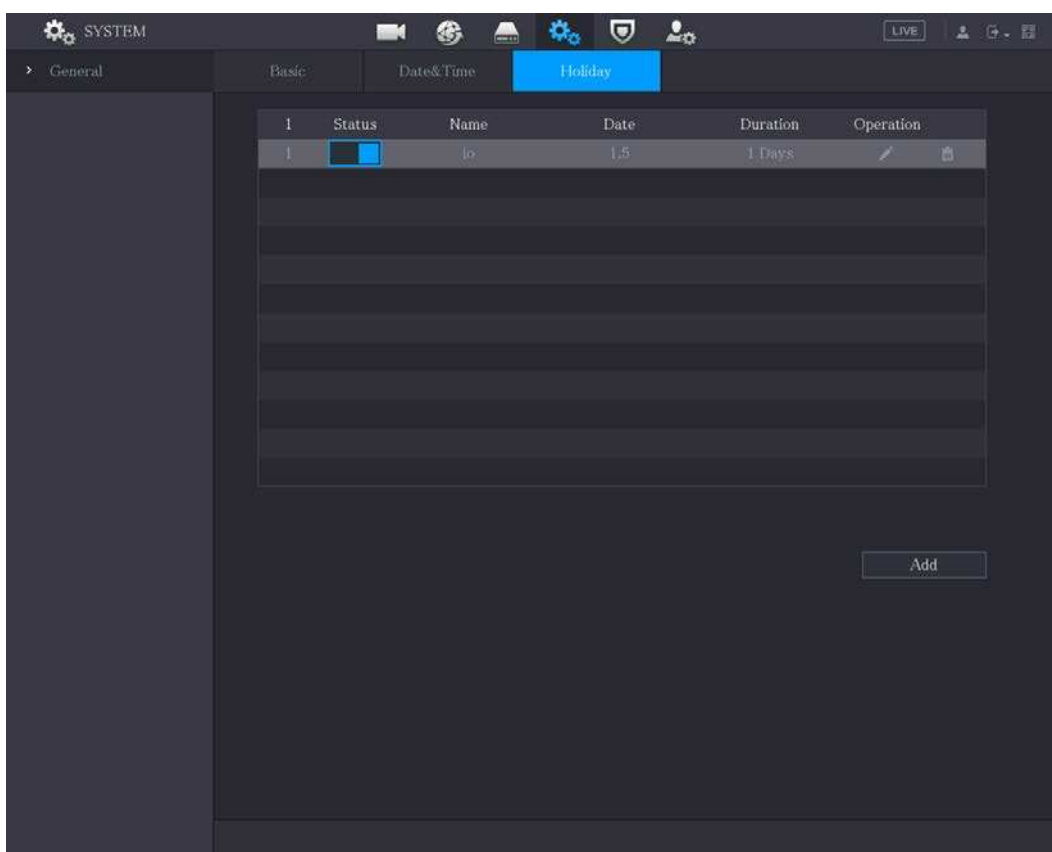 SYSTEM LIVE
General Basic Date&Time Holiday
1 Status Name Date Duration Operation
1 io 1.5 1 Days
Add